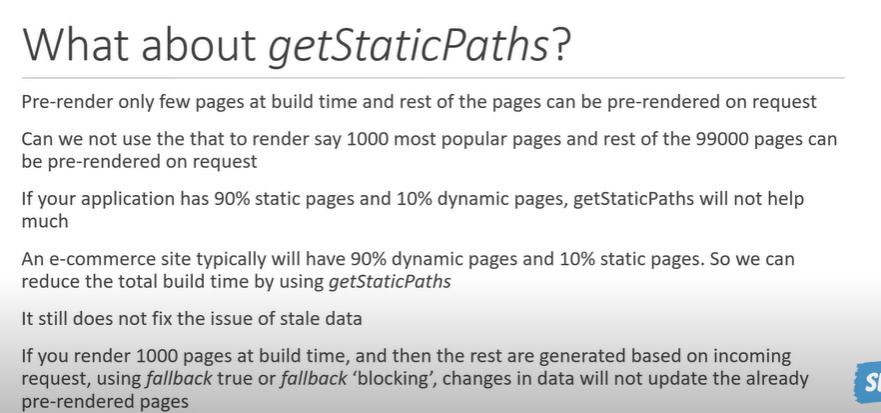 What about getStaticPaths?
Pre-render only few pages at build time and rest of the pages can be pre-rendered on request
Can we not use the that to render say 1000 most popular pages and rest of the 99000 pages can
be pre-rendered on request
If your application has 90% static pages and 10% dynamic pages, getStaticPaths will not help
much
An e-commerce site typically will have 90% dynamic pages and 10% static pages. So we can
reduce the total build time by using getStaticPaths
It still does not fix the issue of stale data
If you render 1000 pages at build time, and then the rest are generated based on incoming
request, using fallback true or fallback ‘blocking’, changes in data will not update the already
pre-rendered pages